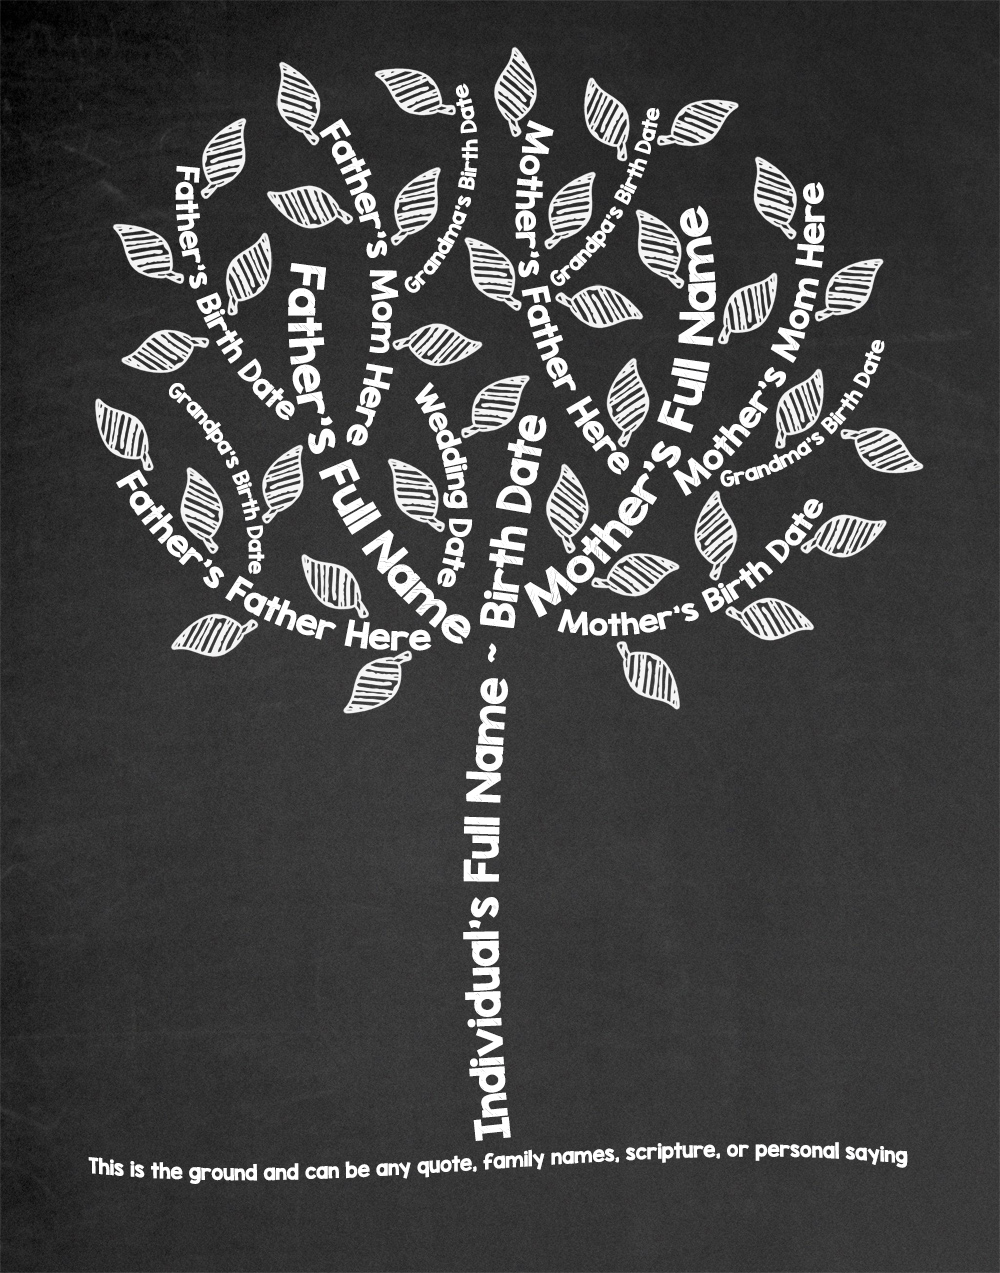 Grandma's Birth Date
Father's Mom Here
Father's Birth Date
Father's Full Name
Grandpa's Birth Date
Father's Father Here
Wedding Date
Mother's Father Here
Grandpa's Birth Date
Mother's Full Name
Mother's Mom Here
Grandma's Birth Date
Mother's Birth Date
Individual's Full Name ~ Birth Date
This is the ground and can be any quote, family names, scripture, or personal saying